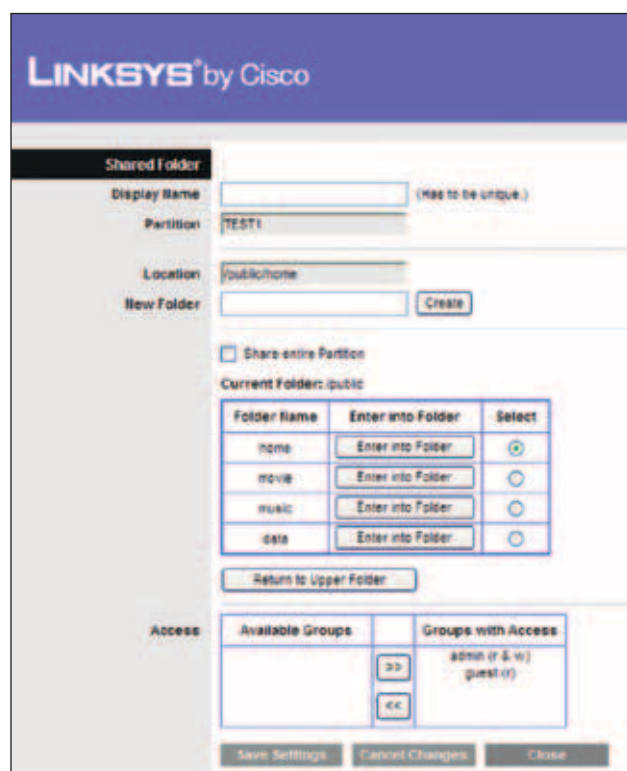 LINKSYS® by Cisco
Shared Folder
Display Name (Has to be unique.)
Partition TEST1
Location /public/home
New Folder Create
Share entire Partition
Current Folder: /public
Folder Name Enter into Folder Select
home Enter into Folder
movie Enter into Folder
music Enter into Folder
data Enter into Folder
Return to Upper Folder
Access Available Groups Groups with Access
admin (r & w)
>> guest (r)
<<
Save Settings Cancel Changes Close